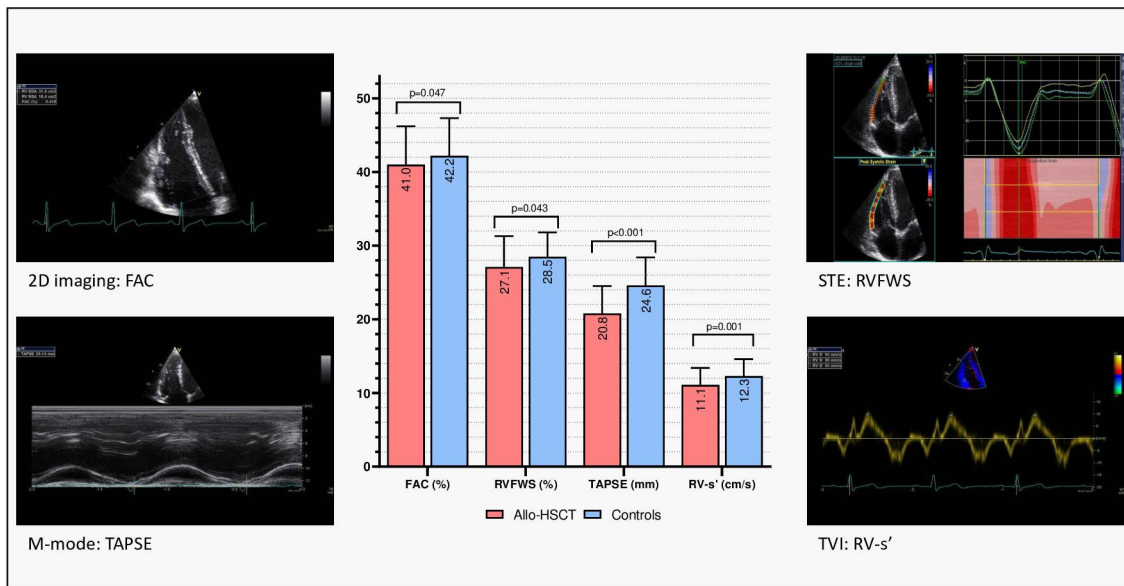 2D imaging: FAC
M-mode: TAPSE
50
40
30
20
10
0
p=0.047
p=0.043
p<0.001
p=0.001
41.0
42.2
27.1
28.5
20.8
24.6
11.1
12.3
FAC (%)
RVFWS (%)
TAPSE (mm)
RV-s' (cm/s)
Allo-HSCT
Controls
Peak Systolic Strain
STE: RVFWS
TVI: RV-s’